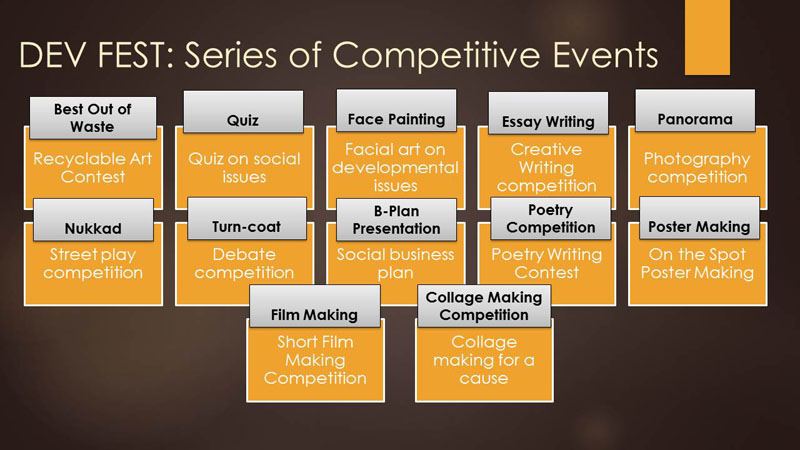 DEV FEST: Series of Competitive Events
Best Out of
Waste
Recyclable Art
Contest
Quiz
Quiz on social
issues
Face Painting
Facial art on
developmental
issues
Essay Writing
Creative
Writing
competition
Panorama
Photography
competition
Nukkad
Street play
competition
Turn-coat
Debate
competition
B-Plan
Presentation
Social business
plan
Poetry
Competition
Poetry Writing
Contest
Poster Making
On the Spot
Poster Making
Film Making
Short Film
Making
Competition
Collage Making
Competition
Collage
making for a
cause